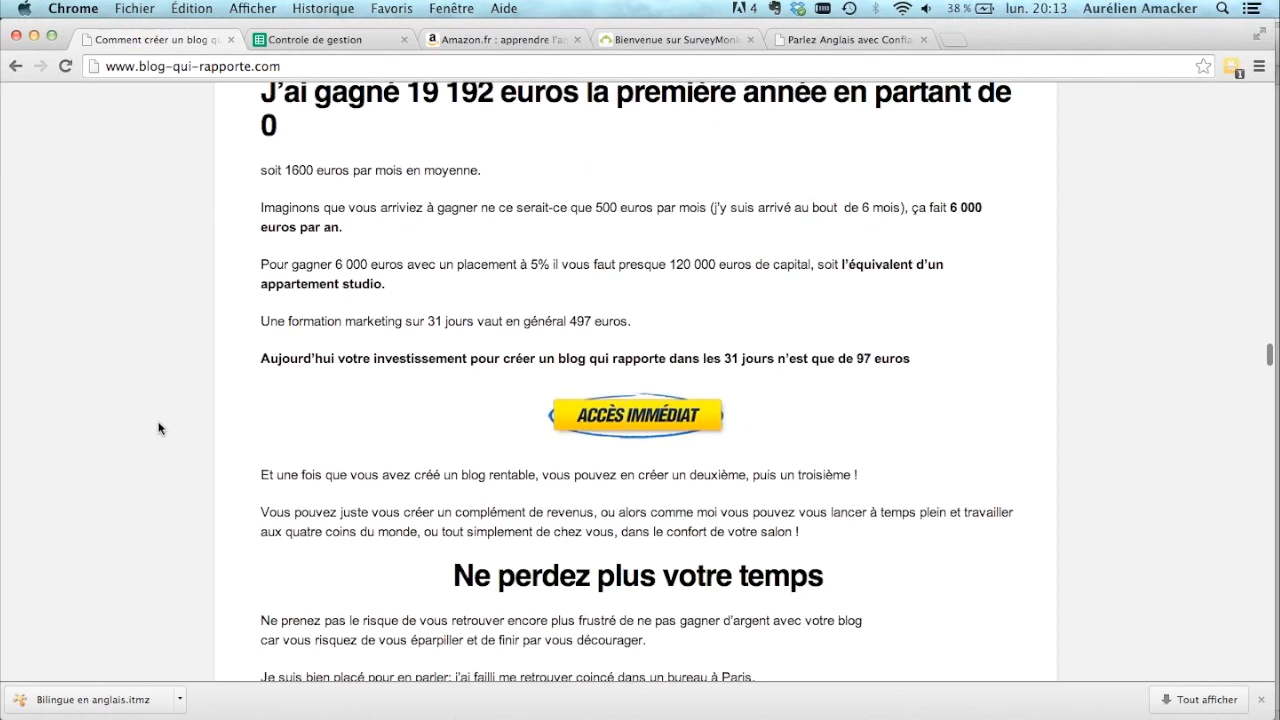 Chrome Fichier Édition Afficher Historique Favoris Fenêtre Aide 4 38 % lun. 20:13 Aurélien Amacker
Comment créer un blog qu Controle de gestion Amazon.fr : apprendre l'an Bienvenue sur SurveyMonk Parlez Anglais avec Confia
www.blog-qui-rapporte.com 1
J'ai gagné 19 192 euros la première année en partant de
0
soit 1600 euros par mois en moyenne.
Imaginons que vous arriviez à gagner ne ce serait-ce que 500 euros par mois (j'y suis arrivé au bout de 6 mois), ça fait 6 000
euros par an.
Pour gagner 6 000 euros avec un placement à 5% il vous faut presque 120 000 euros de capital, soit l'équivalent d'un
appartement studio.
Une formation marketing sur 31 jours vaut en général 497 euros.
Aujourd'hui votre investissement pour créer un blog qui rapporte dans les 31 jours n'est que de 97 euros
ACCÈS IMMÉDIAT
Et une fois que vous avez créé un blog rentable, vous pouvez en créer un deuxième, puis un troisième !
Vous pouvez juste vous créer un complément de revenus, ou alors comme moi vous pouvez vous lancer à temps plein et travailler
aux quatre coins du monde, ou tout simplement de chez vous, dans le confort de votre salon !
Ne perdez plus votre temps
Ne prenez pas le risque de vous retrouver encore plus frustré de ne pas gagner d'argent avec votre blog
car vous risquez de vous éparpiller et de finir par vous décourager.
Je suis bien placé pour en parler: j'ai failli me retrouver coincé dans un bureau à Paris.
Bilingue en anglais.itmz Tout afficher